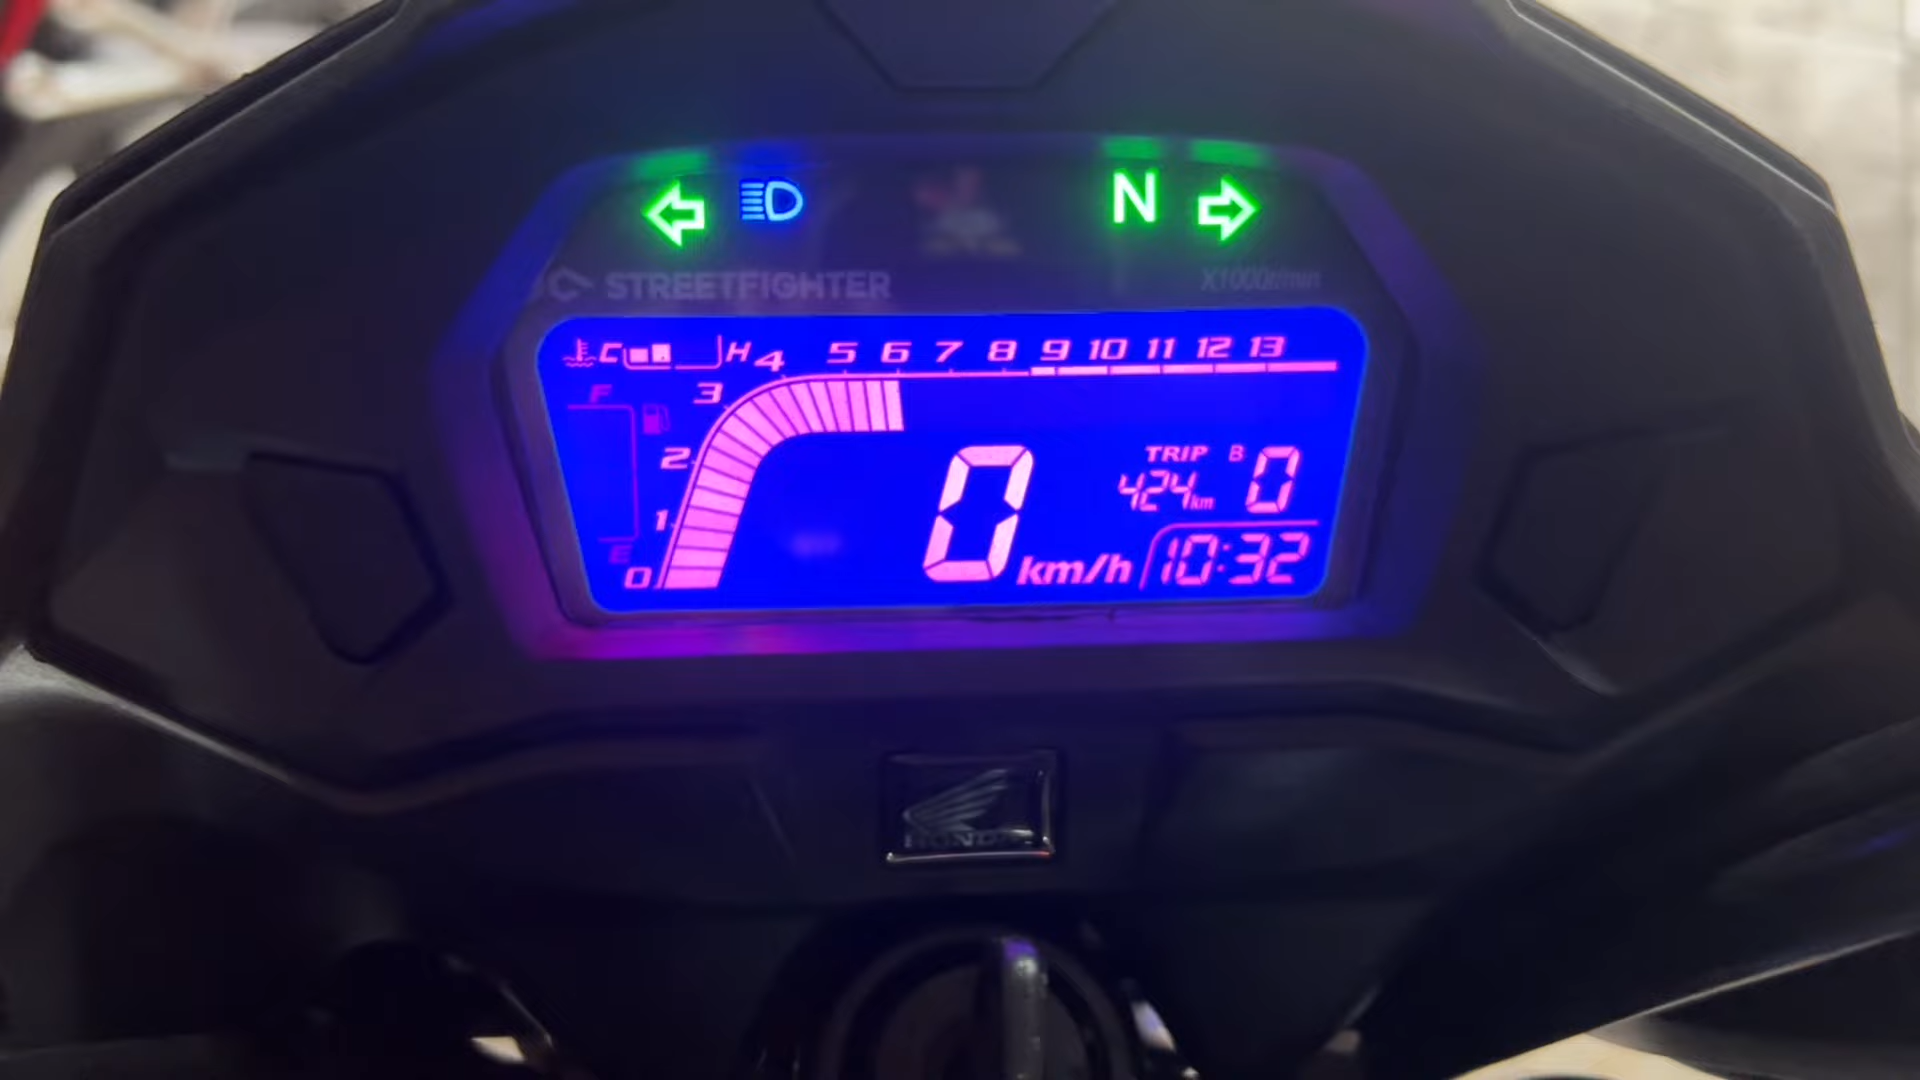 N
STREETFIGHTER
X1000r/min
C H 4 5 6 7 8 9 10 11 12 13
F 3
2
TRIP B 0
424 km
1
E
0
0 km/h
10:32
HONDA